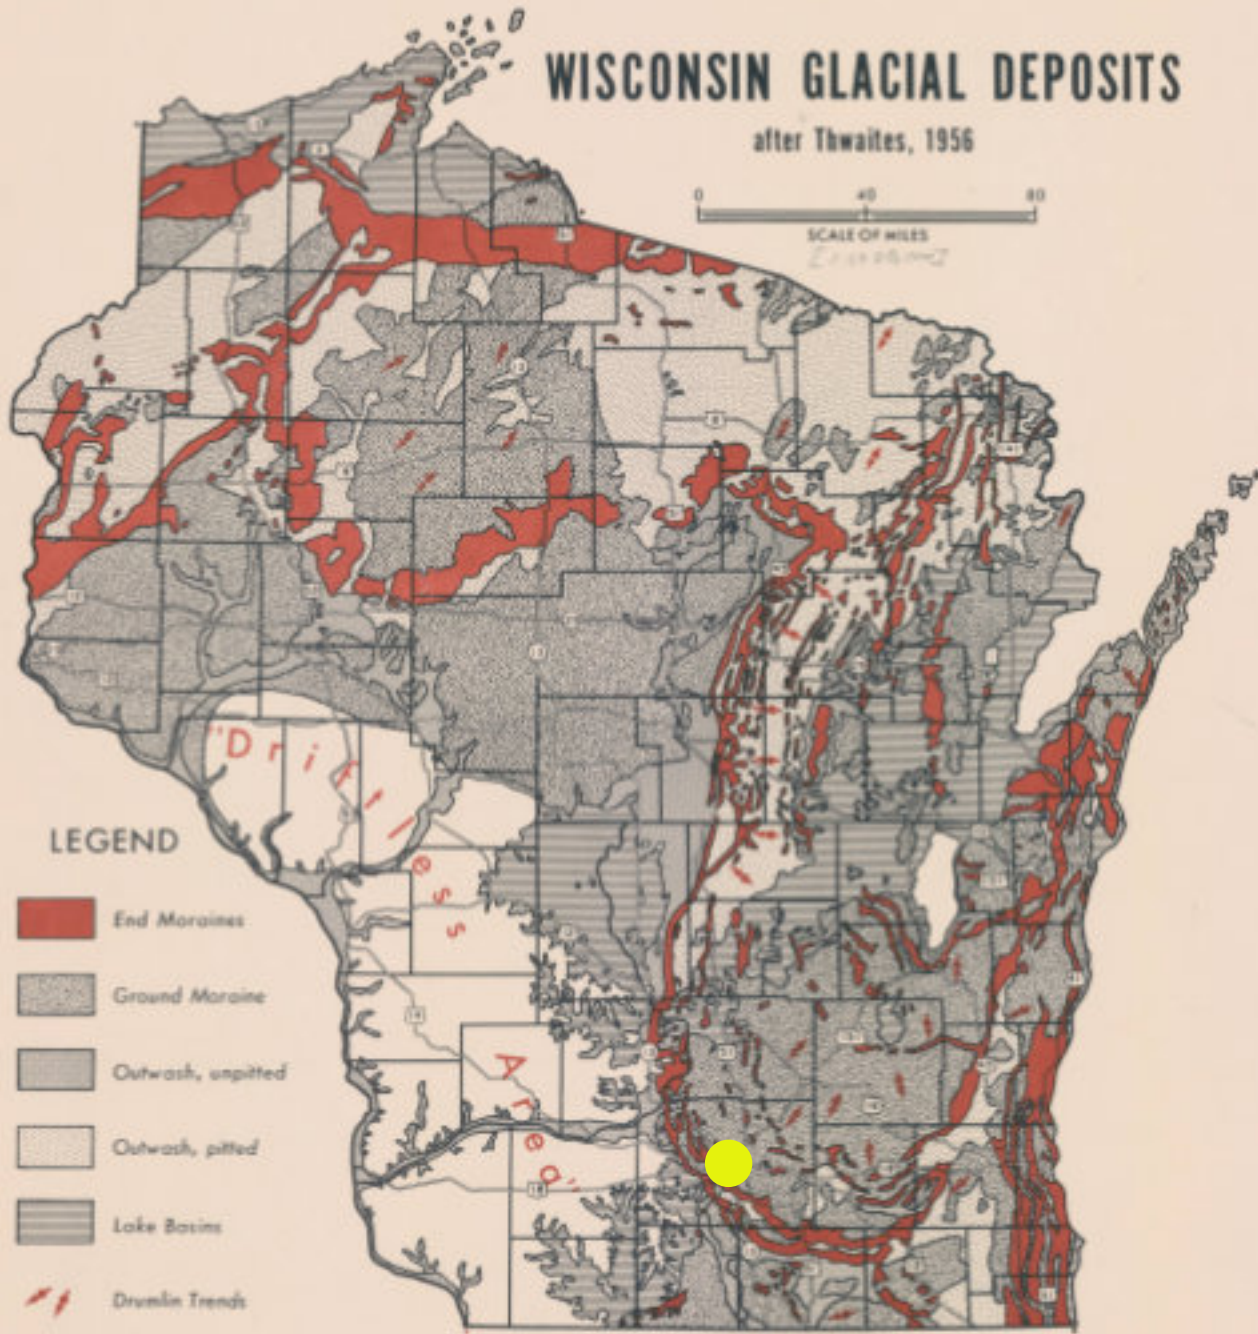 WISCONSIN GLACIAL DEPOSITS
after Thwaites, 1956
0 40 80
SCALE OF MILES
"Driftless
Area"
LEGEND
End Moraines
Ground Moraine
Outwash, unpitted
Outwash, pitted
Lake Basins
Drumlin Trends